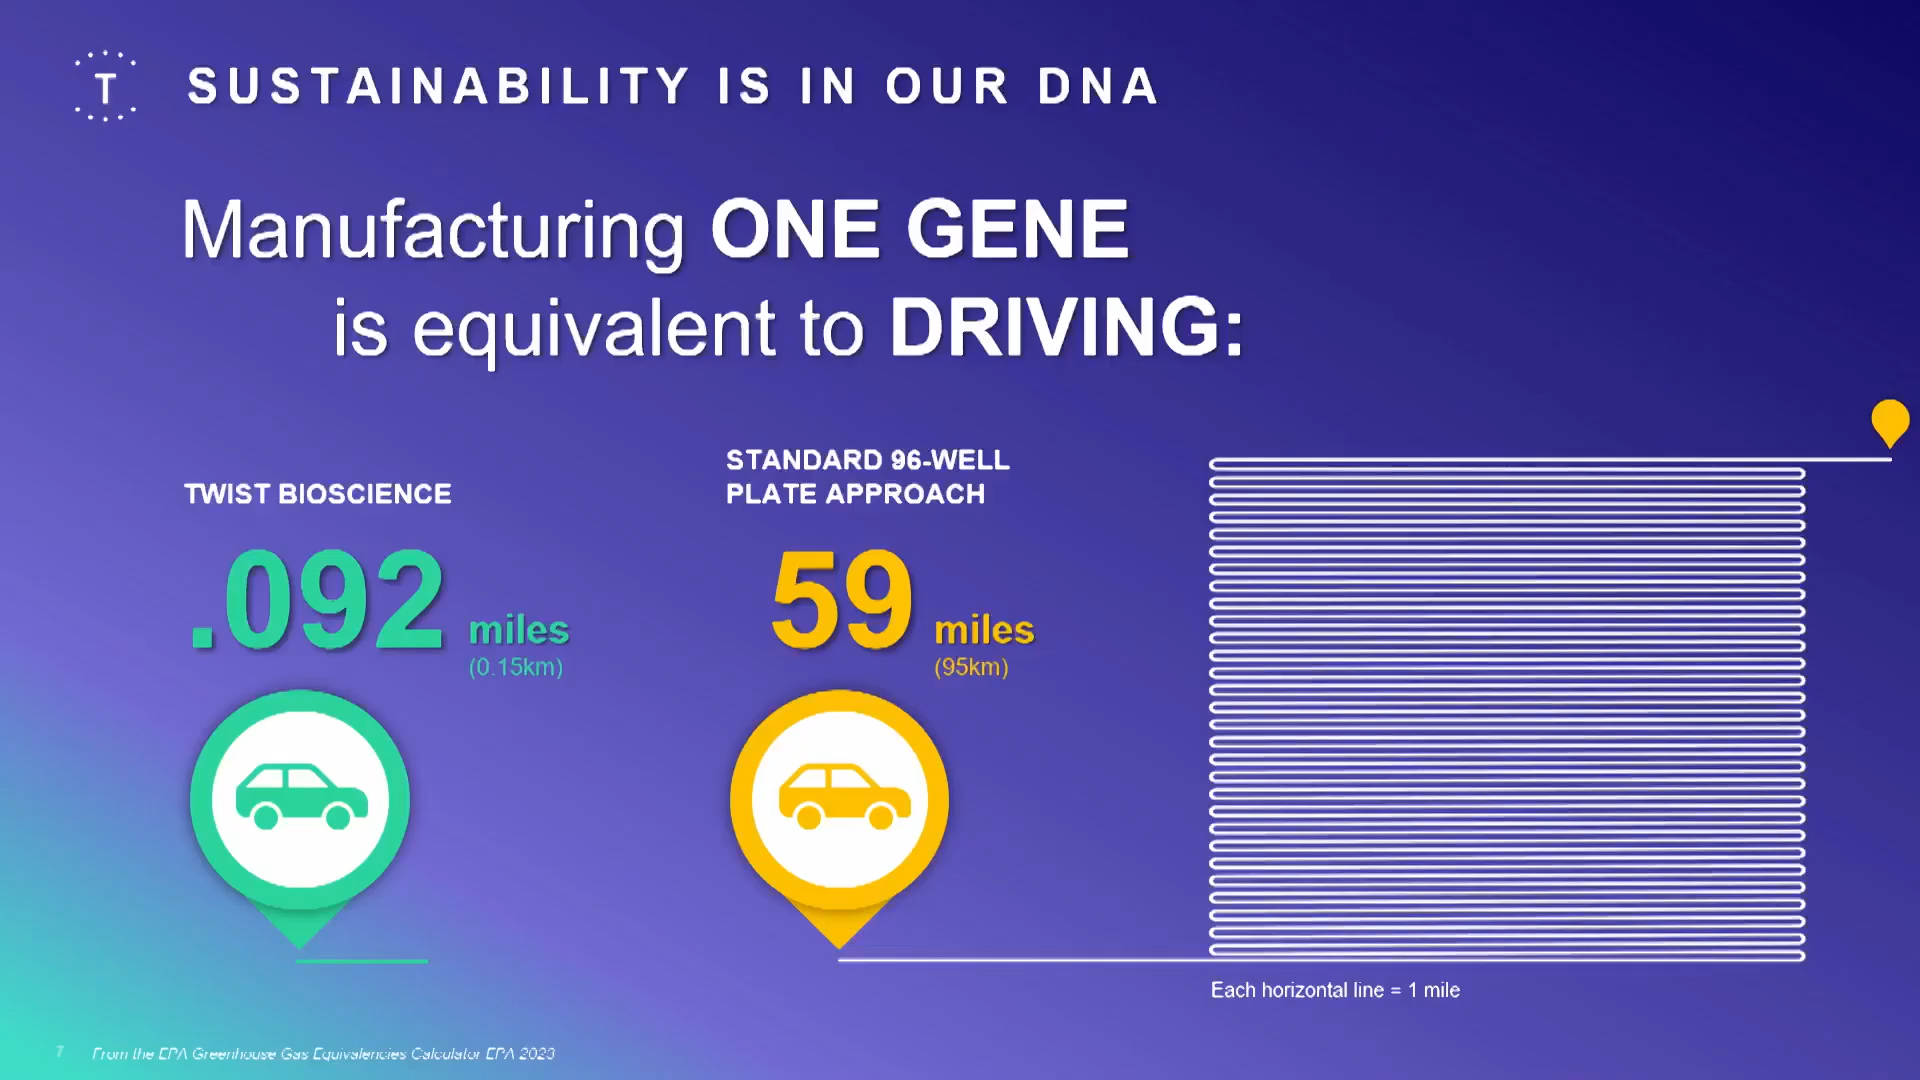 T
SUSTAINABILITY IS IN OUR DNA
Manufacturing ONE GENE
is equivalent to DRIVING:
TWIST BIOSCIENCE
.092 miles
(0.15km)
STANDARD 96-WELL
PLATE APPROACH
59 miles
(95km)
Each horizontal line = 1 mile
7 From the EPA Greenhouse Gas Equivalencies Calculator EPA 2023